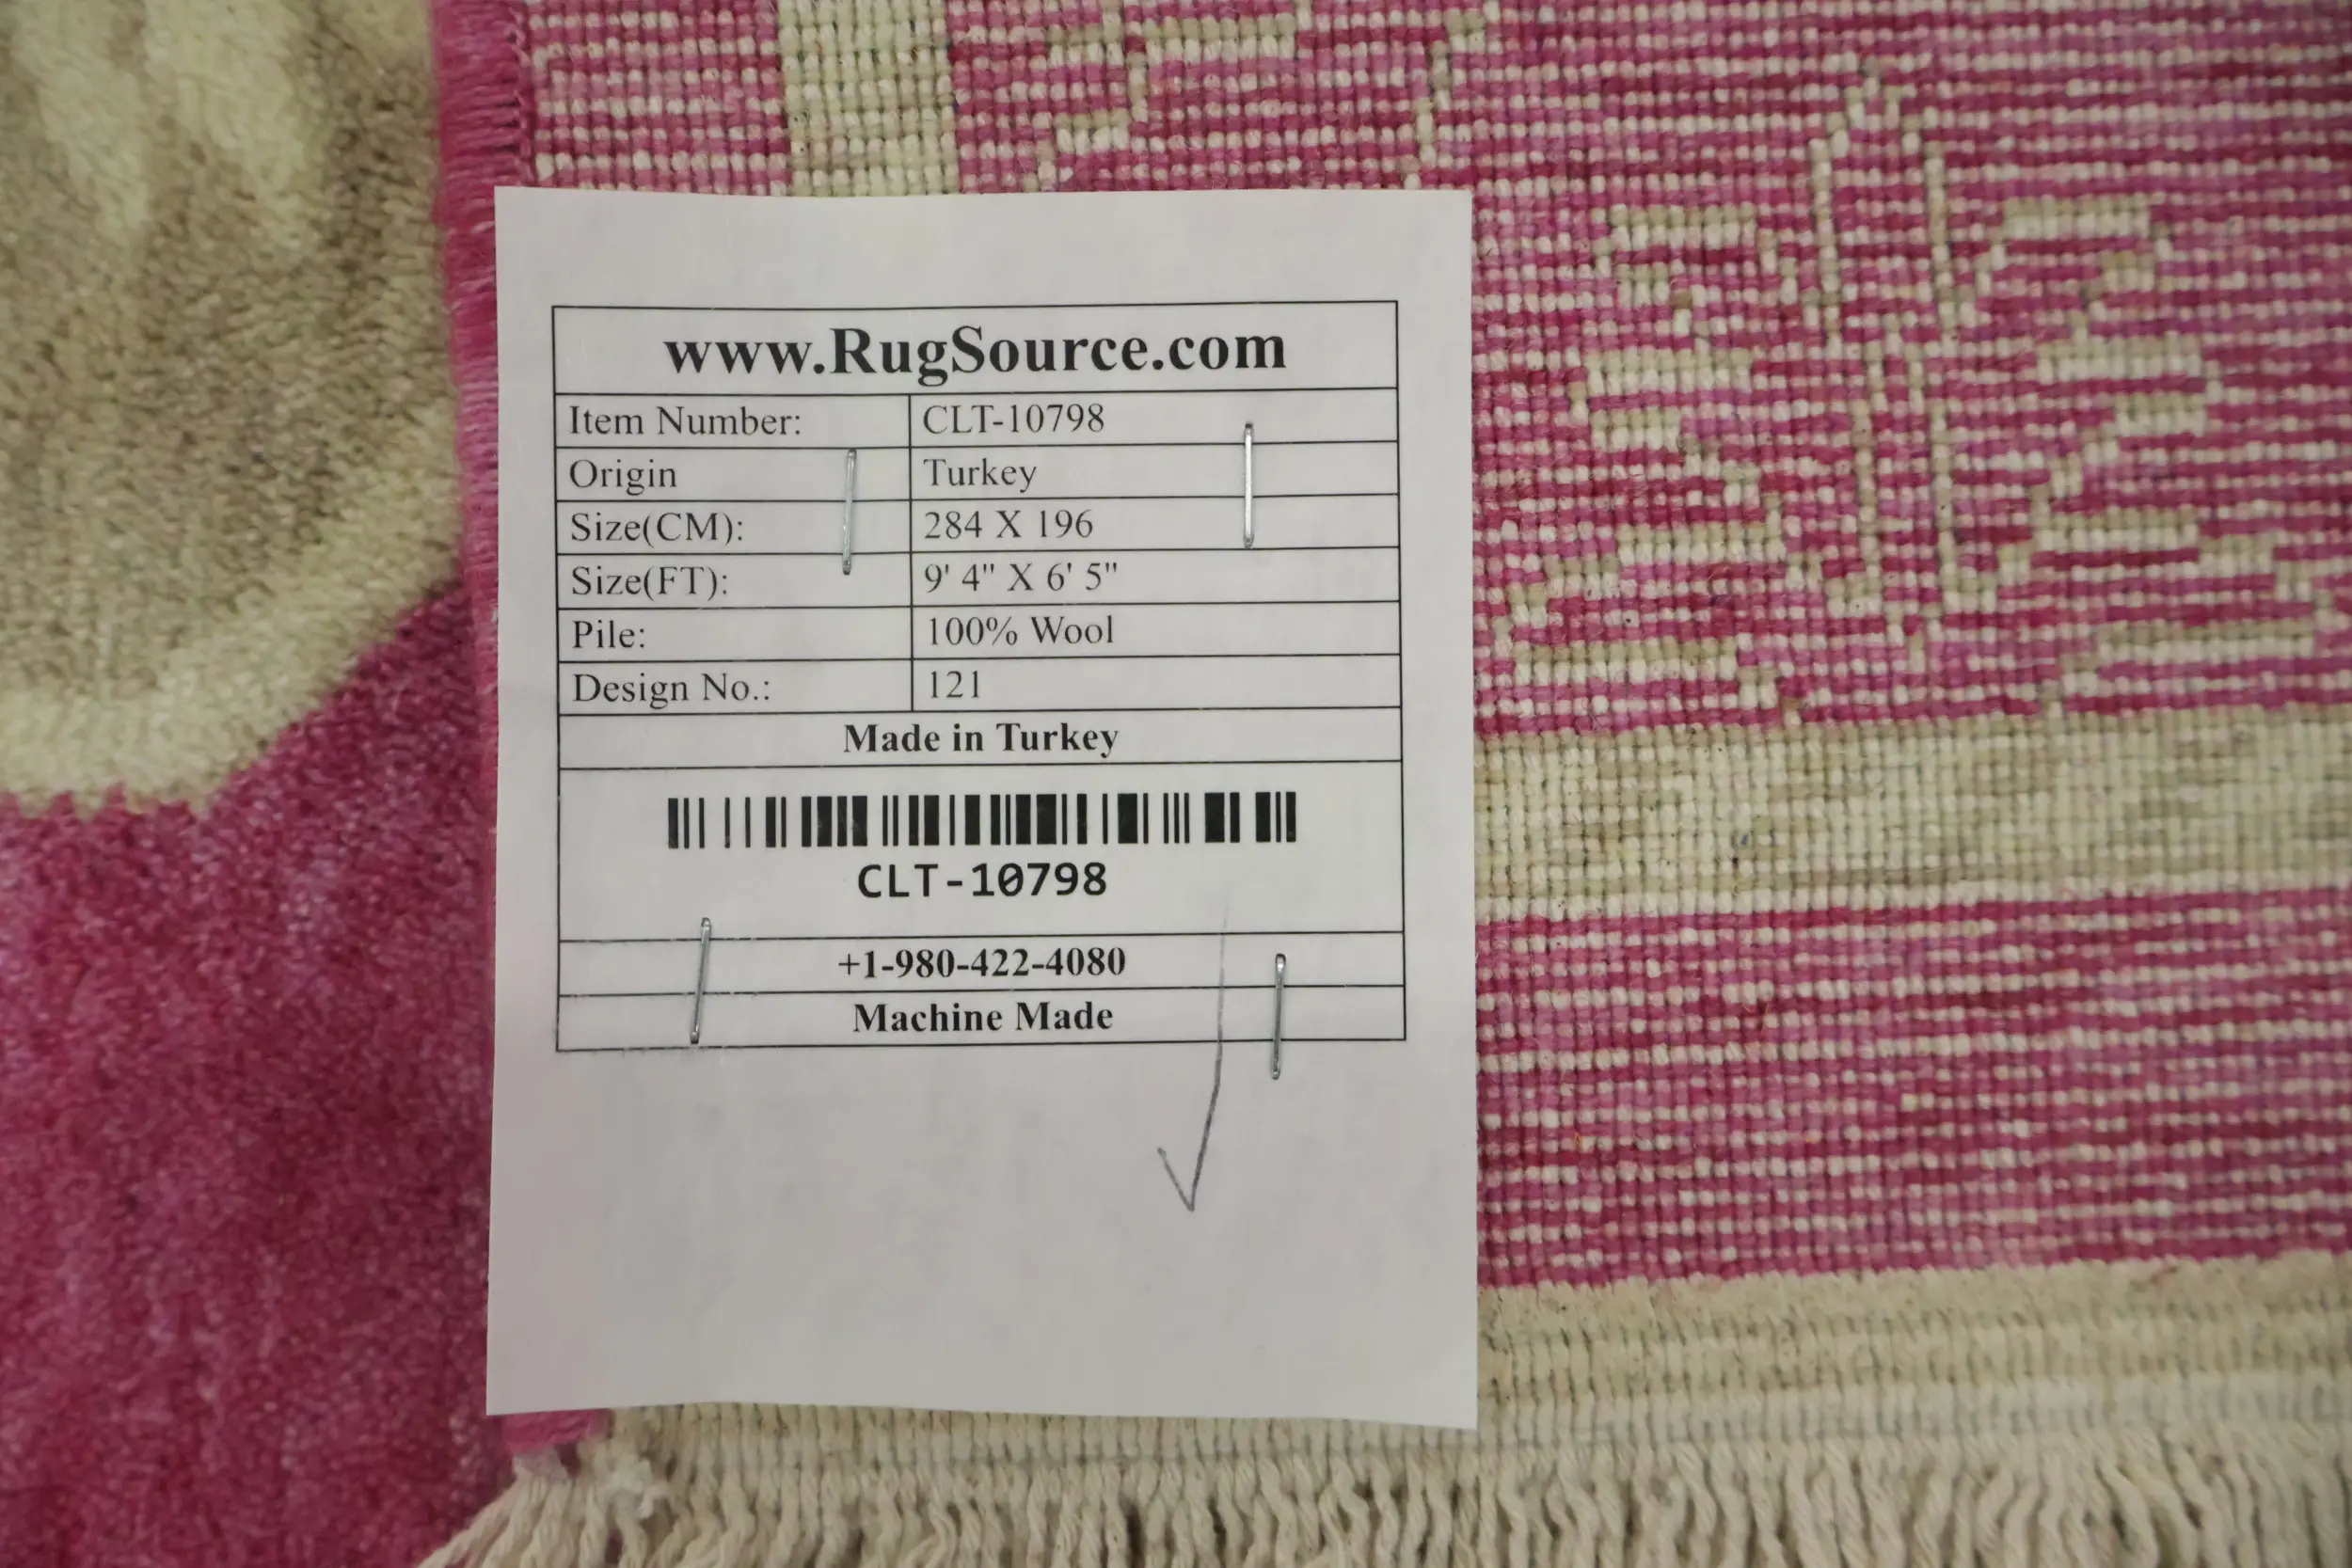 www.RugSource.com
Item Number: CLT-10798
Origin Turkey
Size(CM): 284 X 196
Size(FT): 9' 4" X 6' 5"
Pile: 100% Wool
Design No.: 121
Made in Turkey
CLT-10798
+1-980-422-4080
Machine Made